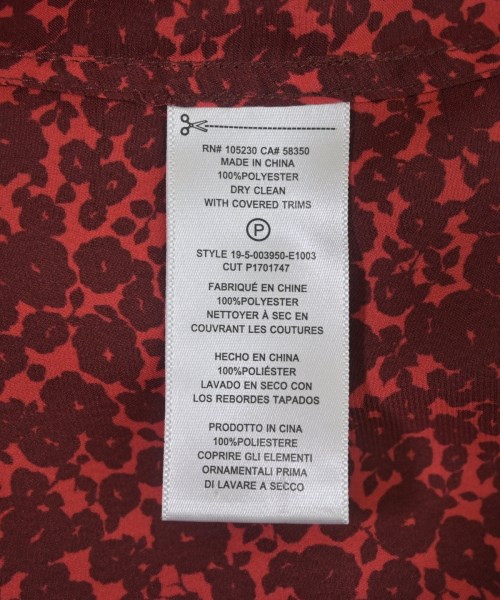 RN# 105230 CA# 58350
MADE IN CHINA
100%POLYESTER
DRY CLEAN
WITH COVERED TRIMS
P
STYLE 19-5-003950-E1003
CUT P1701747
FABRIQUÉ EN CHINE
100%POLYESTER
NETTOYER À SEC EN
COUVRANT LES COUTURES
HECHO EN CHINA
100%POLIÉSTER
LAVADO EN SECO CON
LOS REBORDES TAPADOS
PRODOTTO IN CINA
100%POLIESTERE
COPRIRE GLI ELEMENTI
ORNAMENTALI PRIMA
DI LAVARE A SECCO